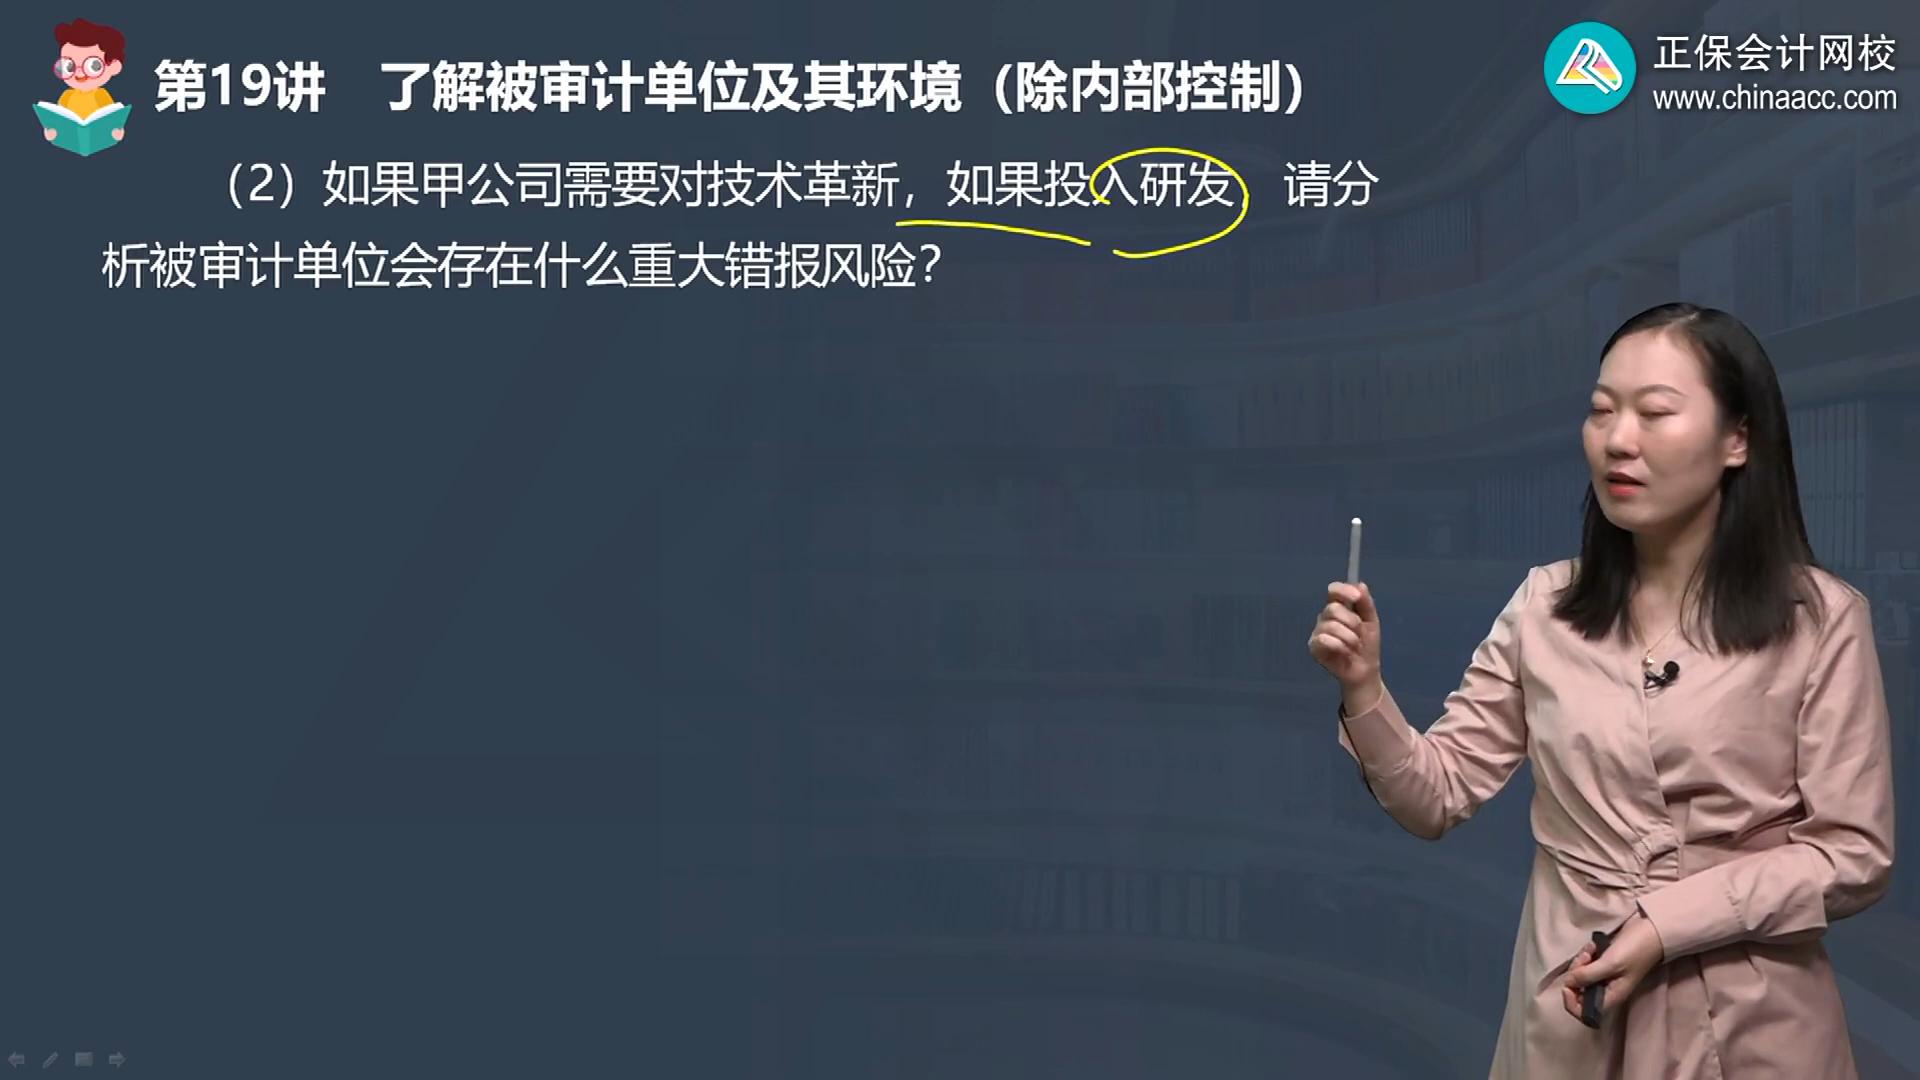 第19讲 了解被审计单位及其环境（除内部控制）
正保会计网校
www.chinaacc.com
（2）如果甲公司需要对技术革新，如果投入研发， 请分
析被审计单位会存在什么重大错报风险？